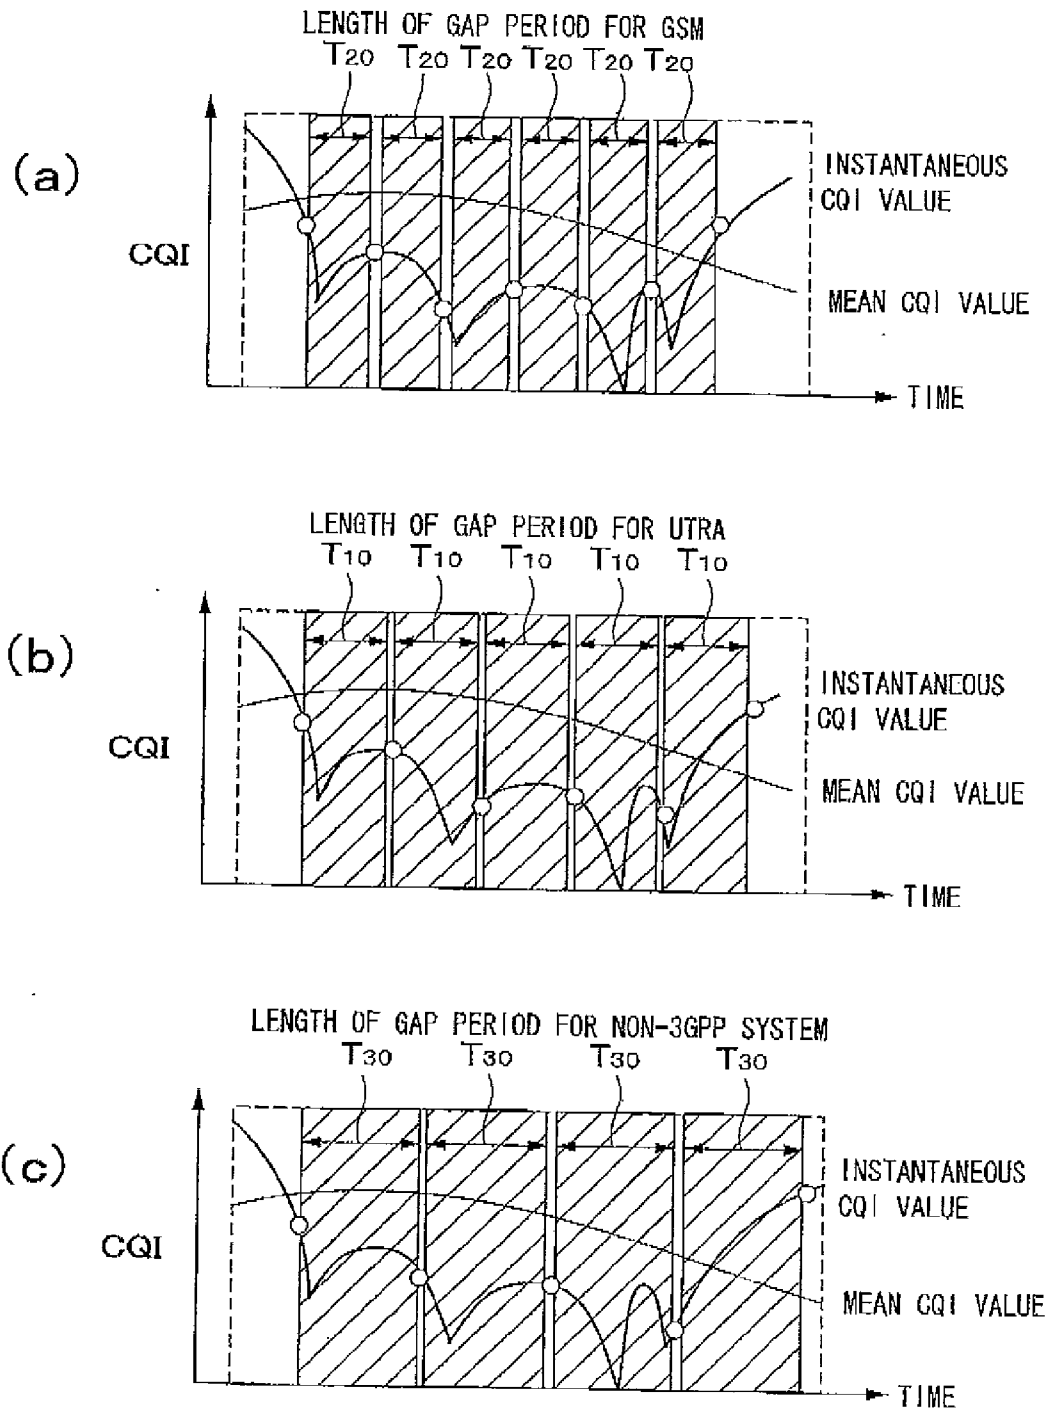 LENGTH OF GAP PERIOD FOR GSM
T20 T20 T20 T20 T20 T20
(a)
INSTANTANEOUS
CQI VALUE
CQI
MEAN CQI VALUE
TIME
LENGTH OF GAP PERIOD FOR UTRA
T10 T10 T10 T10 T10
(b)
INSTANTANEOUS
CQI VALUE
CQI
MEAN CQI VALUE
TIME
LENGTH OF GAP PERIOD FOR NON-3GPP SYSTEM
T30 T30 T30 T30
(c)
INSTANTANEOUS
CQI VALUE
CQI
MEAN CQI VALUE
TIME